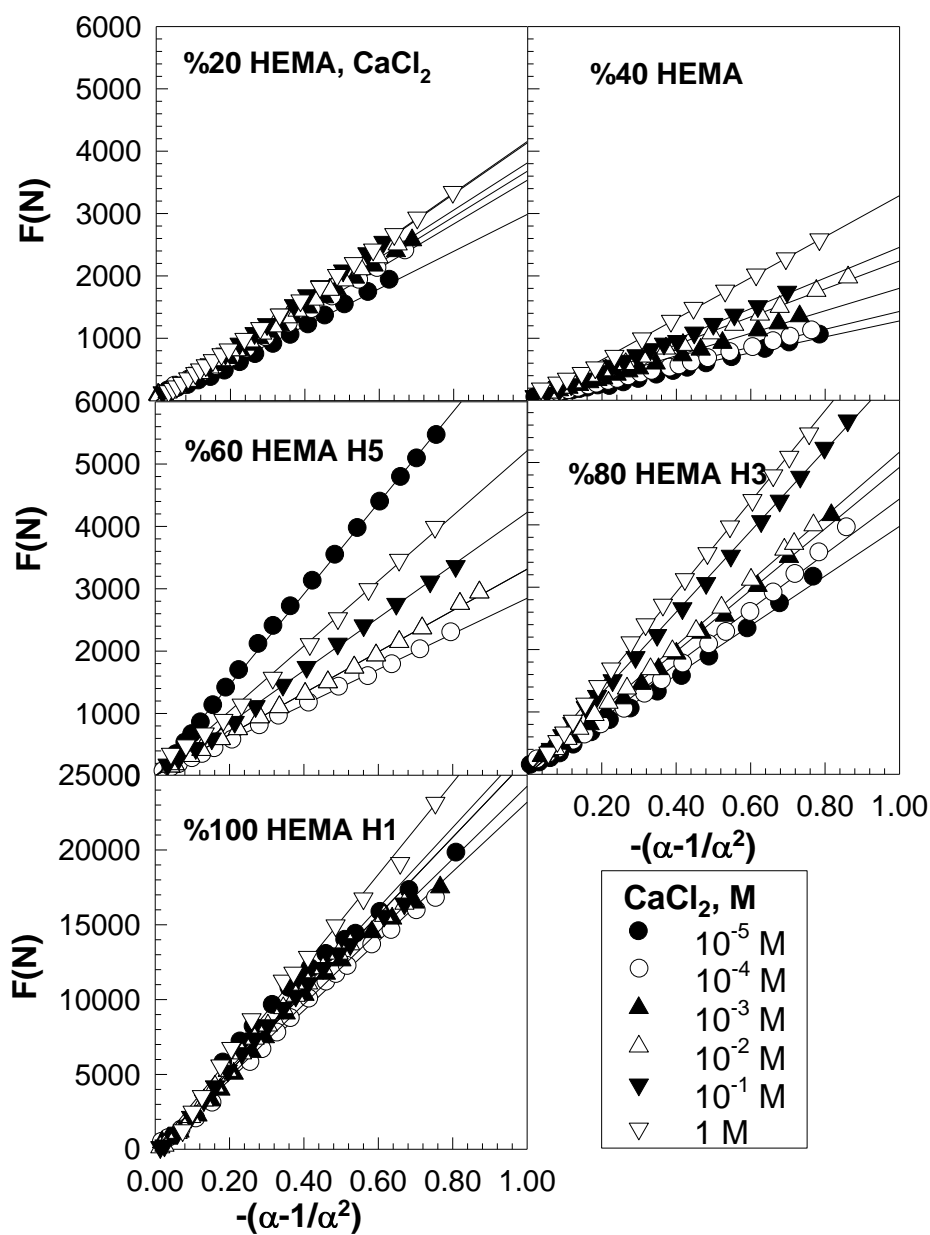 6000
%20 HEMA, CaCl₂
%40 HEMA
5000
4000
F(N)
3000
2000
1000
6000
%60 HEMA H5
%80 HEMA H3
5000
4000
F(N)
3000
2000
1000
25000
0.20 0.40 0.60 0.80 1.00
-(α-1/α²)
%100 HEMA H1
20000
15000
F(N)
10000
5000
0
0.00 0.20 0.40 0.60 0.80 1.00
-(α-1/α²)
CaCl₂, M
10⁻⁵ M
10⁻⁴ M
10⁻³ M
10⁻² M
10⁻¹ M
1 M